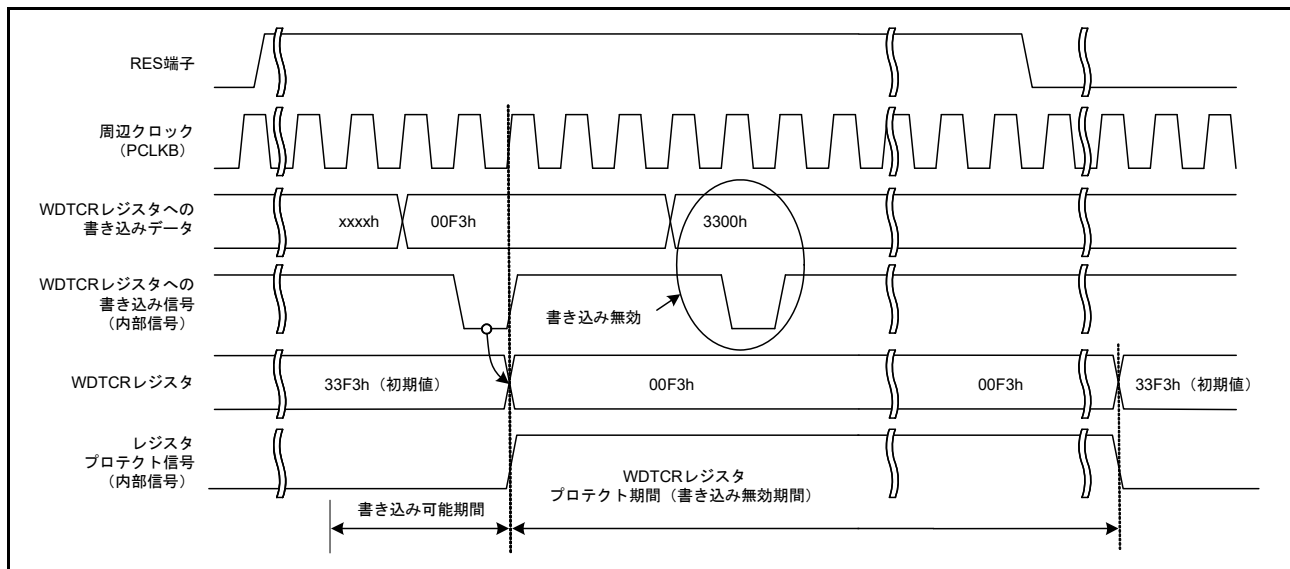 RES端子
周辺クロック
(PCLKB)
WDTCRレジスタへの
書き込みデータ
xxxxh
00F3h
3300h
WDTCRレジスタへの
書き込み信号
(内部信号)
書き込み無効
WDTCRレジスタ
33F3h(初期値)
00F3h
00F3h
33F3h(初期値)
レジスタ
プロテクト信号
(内部信号)
WDTCRレジスタ
プロテクト期間(書き込み無効期間)
書き込み可能期間